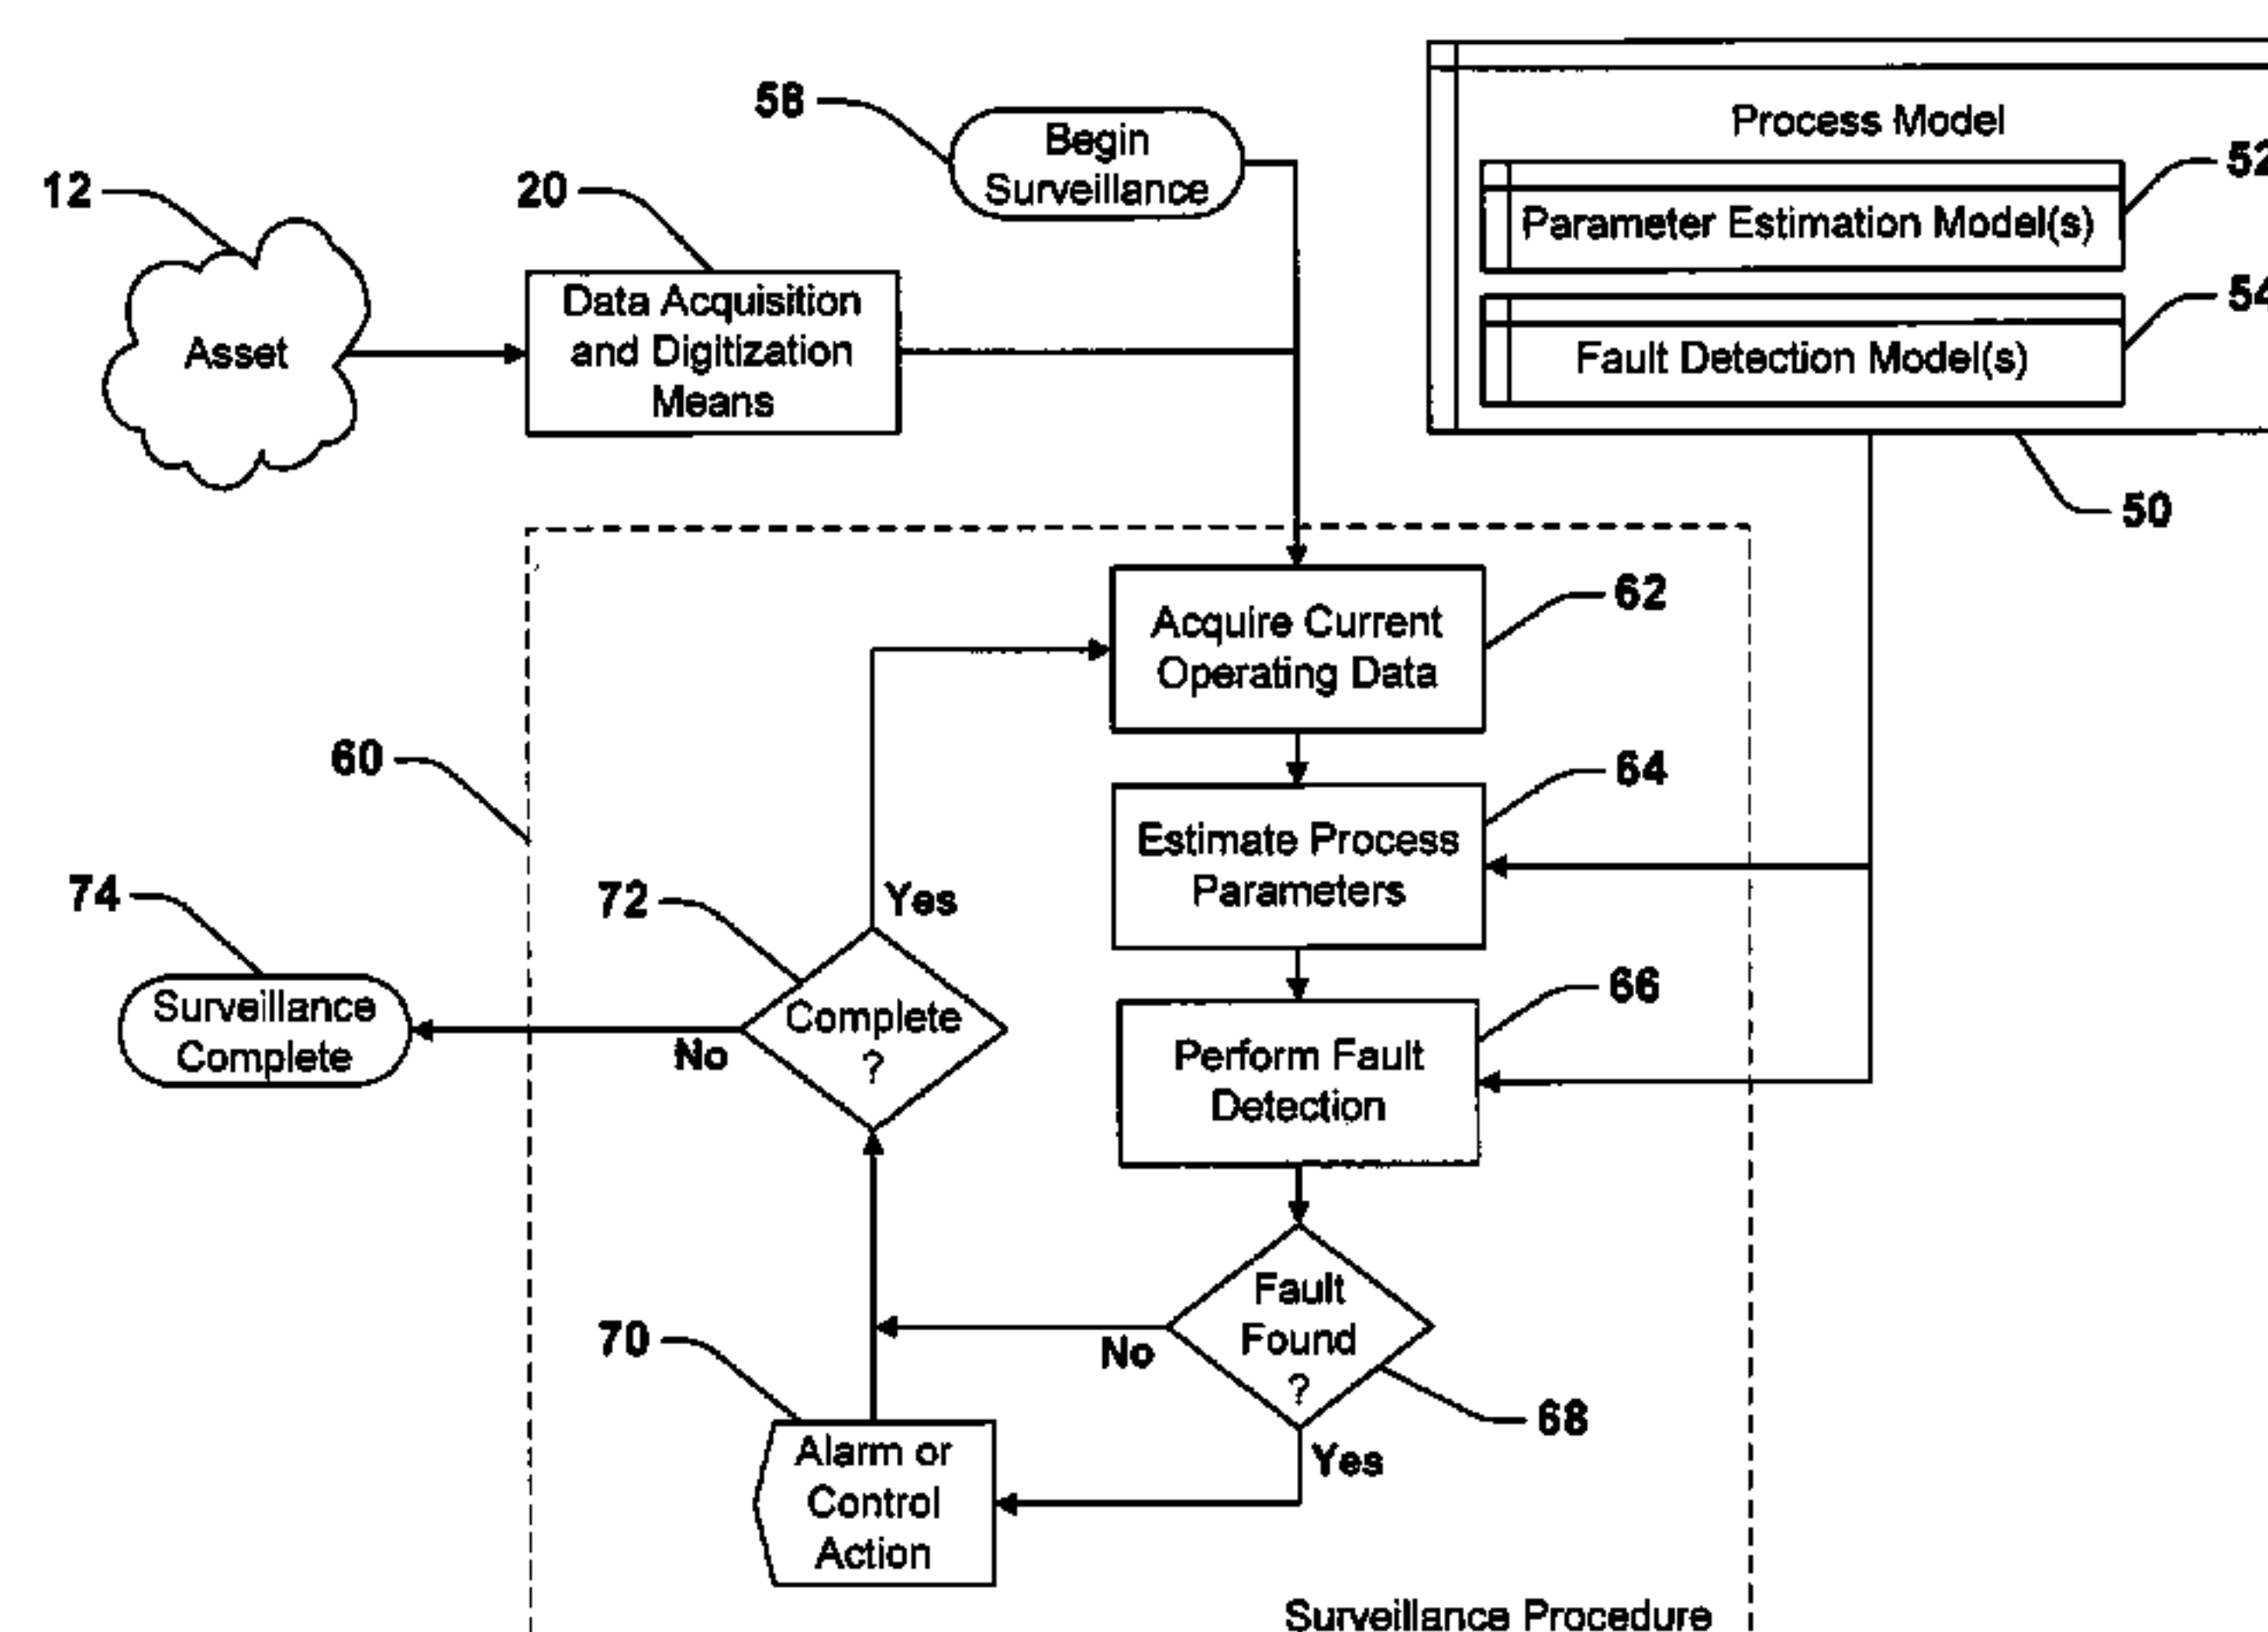 58
Begin
Surveillance
Process Model
52
Parameter Estimation Model(s)
54
Fault Detection Model(s)
50
12
Asset
20
Data Acquisition
and Digitization
Means
62
Acquire Current
Operating Data
60
64
Estimate Process
Parameters
74
Surveillance
Complete
72
Yes
Complete
?
No
66
Perform Fault
Detection
Fault
Found
?
No
Yes
68
70
Alarm or
Control
Action
Surveillance Procedure